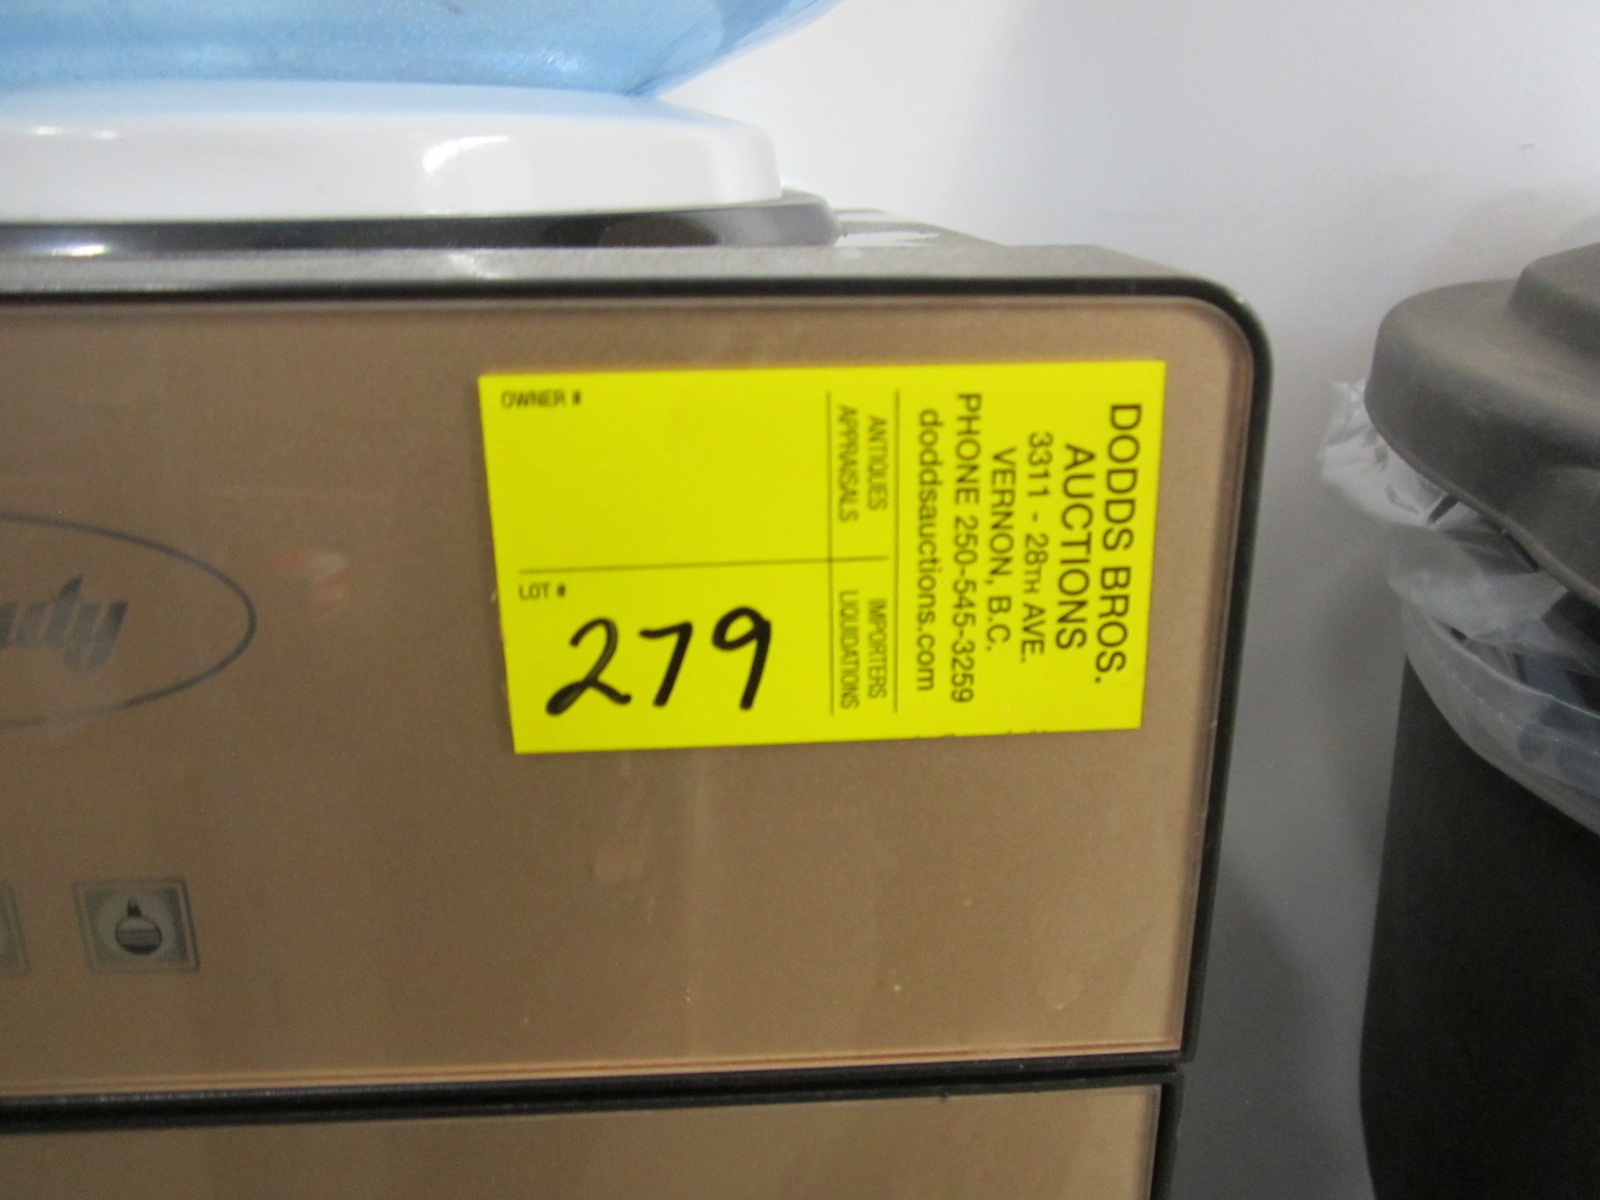 DODDS BROS.
AUCTIONS
3311 - 28TH AVE.
VERNON, B.C.
PHONE 250-545-3259
doddsauctions.com
ANTIQUES IMPORTERS
APPRAISALS LIQUIDATIONS
OWNER #
LOT #
279